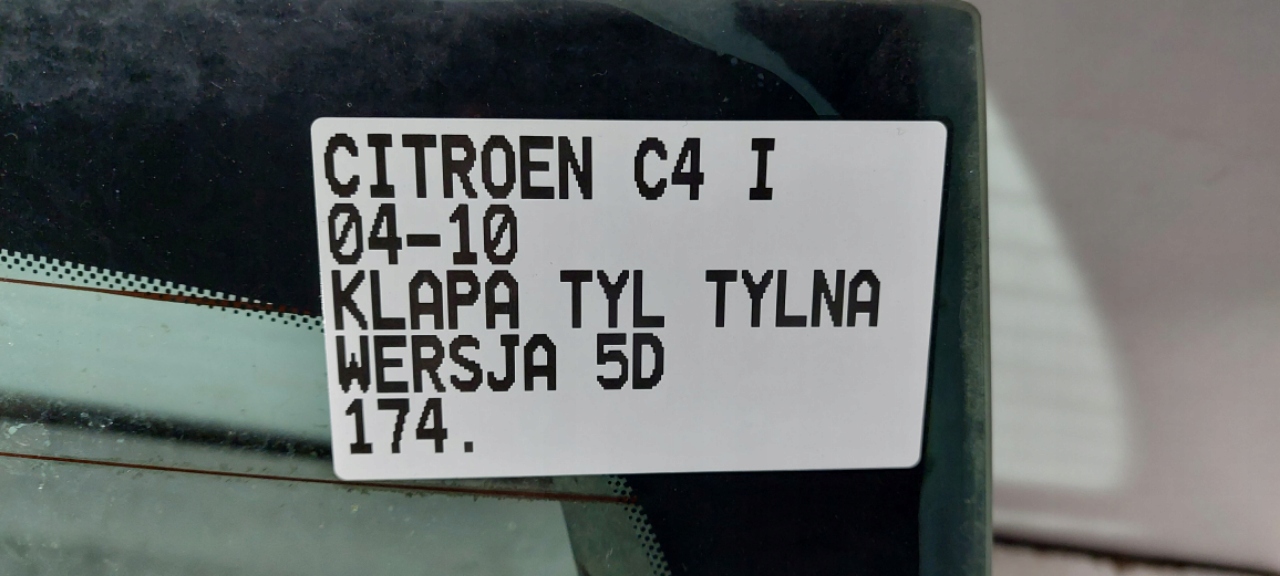 CITROEN C4 I
04-10
KLAPA TYL TYLNA
WERSJA 5D
174.